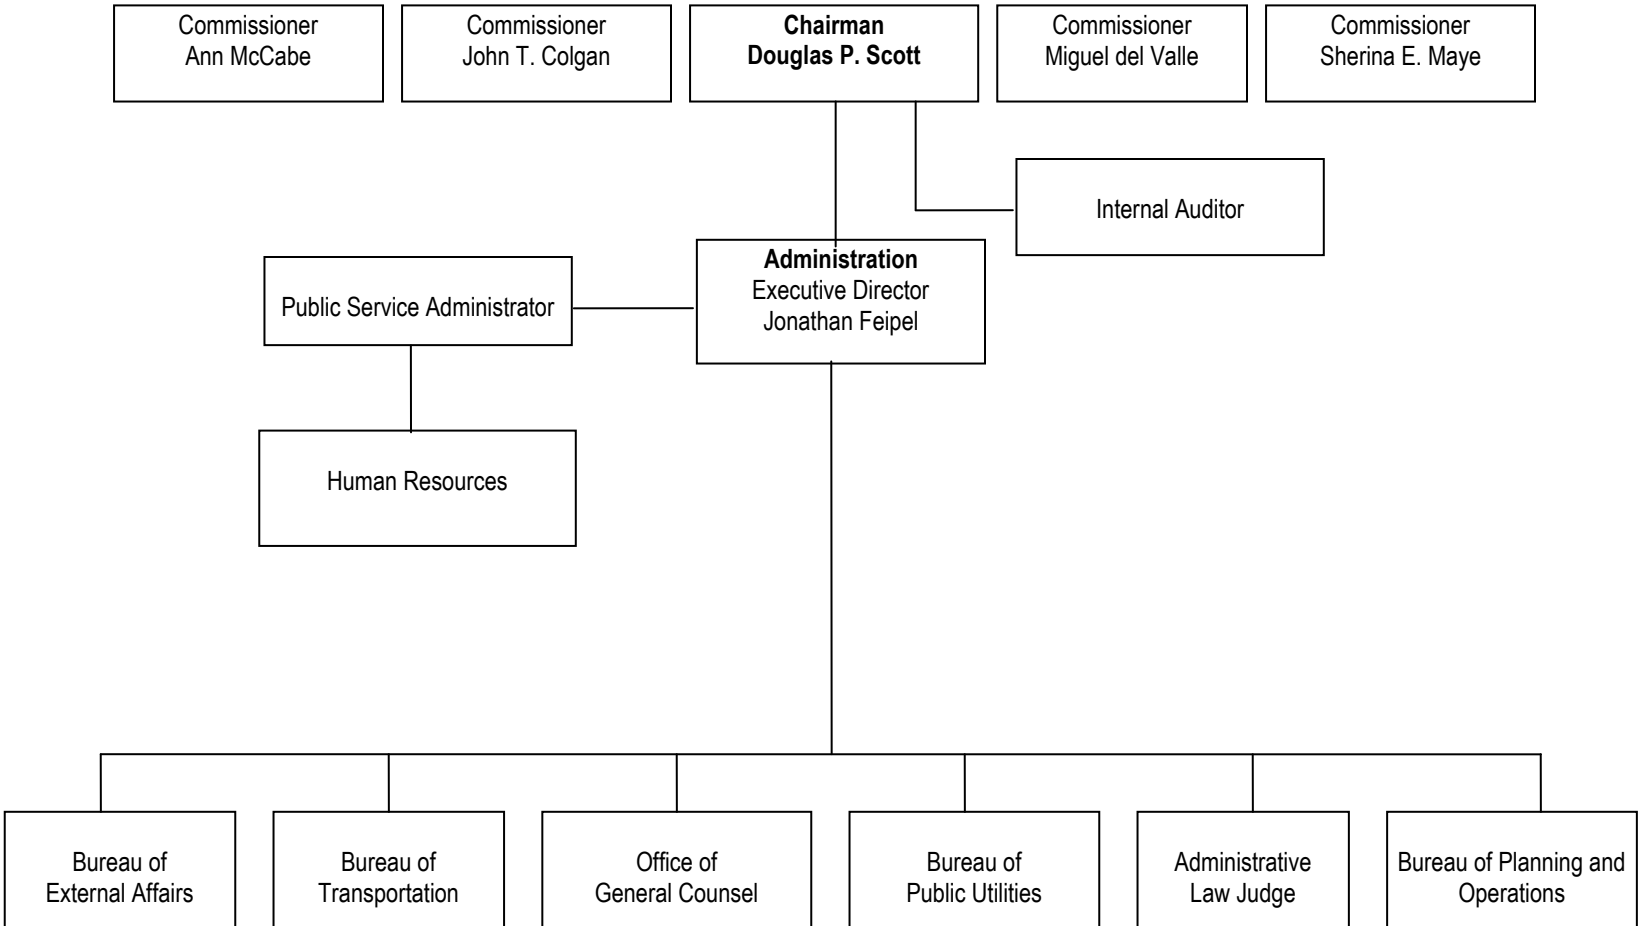 Commissioner
Ann McCabe
Commissioner
John T. Colgan
Chairman
Douglas P. Scott
Commissioner
Miguel del Valle
Commissioner
Sherina E. Maye
Internal Auditor
Administration
Executive Director
Jonathan Feipel
Public Service Administrator
Human Resources
Bureau of
External Affairs
Bureau of
Transportation
Office of
General Counsel
Bureau of
Public Utilities
Administrative
Law Judge
Bureau of Planning and
Operations